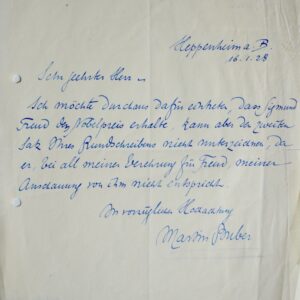 Heppenheim a. B.
16.1.28
Sehr geehrter Herr –
Ich möchte durchaus dafür eintreten, dass Sigmund
Freud den Nobelpreis erhalte, kann aber den zweiten
Satz Ihres Rundschreibens nicht unterzeichnen, da
er, bei all meiner Verehrung für Freud, meiner
Anschauung von ihm nicht entspricht.
In vorzüglicher Hochachtung
Martin Buber